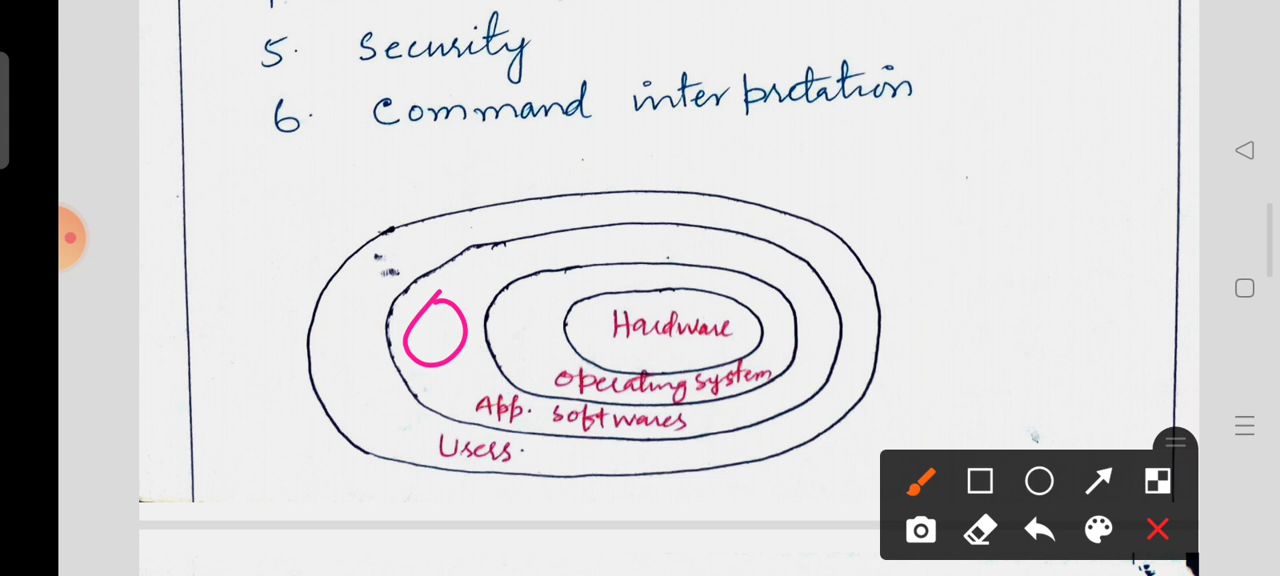 5. Security
6. Command interpretation
Hardware
operating system
App. softwares
Users.